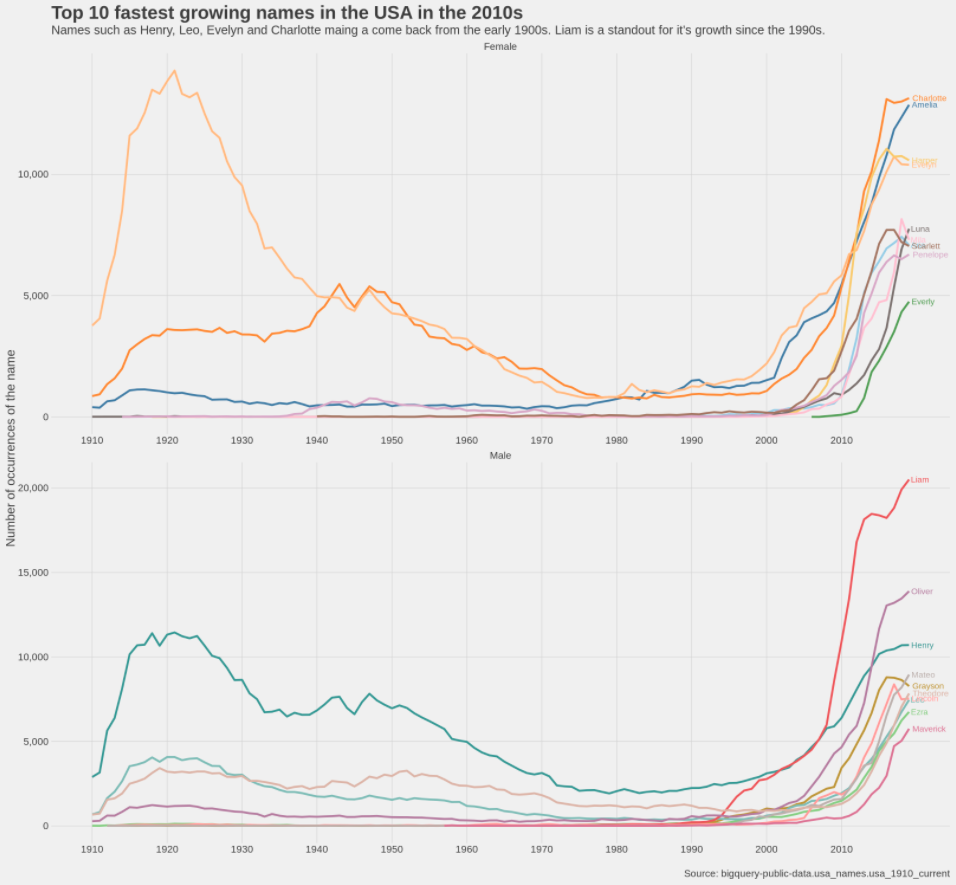 Top 10 fastest growing names in the USA in the 2010s
Names such as Henry, Leo, Evelyn and Charlotte maing a come back from the early 1900s. Liam is a standout for it's growth since the 1990s.
Female
Number of occurrences of the name
10,000
5,000
0
Charlotte
Amelia
Evelyn
Luna
Scarlett
Penelope
Everly
1910
1920
1930
1940
1950
1960
1970
1980
1990
2000
2010
Male
20,000
15,000
10,000
5,000
0
Liam
Oliver
Henry
Mateo
Grayson
Theodore
Lincoln
Leo
Ezra
Maverick
1910
1920
1930
1940
1950
1960
1970
1980
1990
2000
2010
Source: bigquery-public-data.usa_names.usa_1910_current